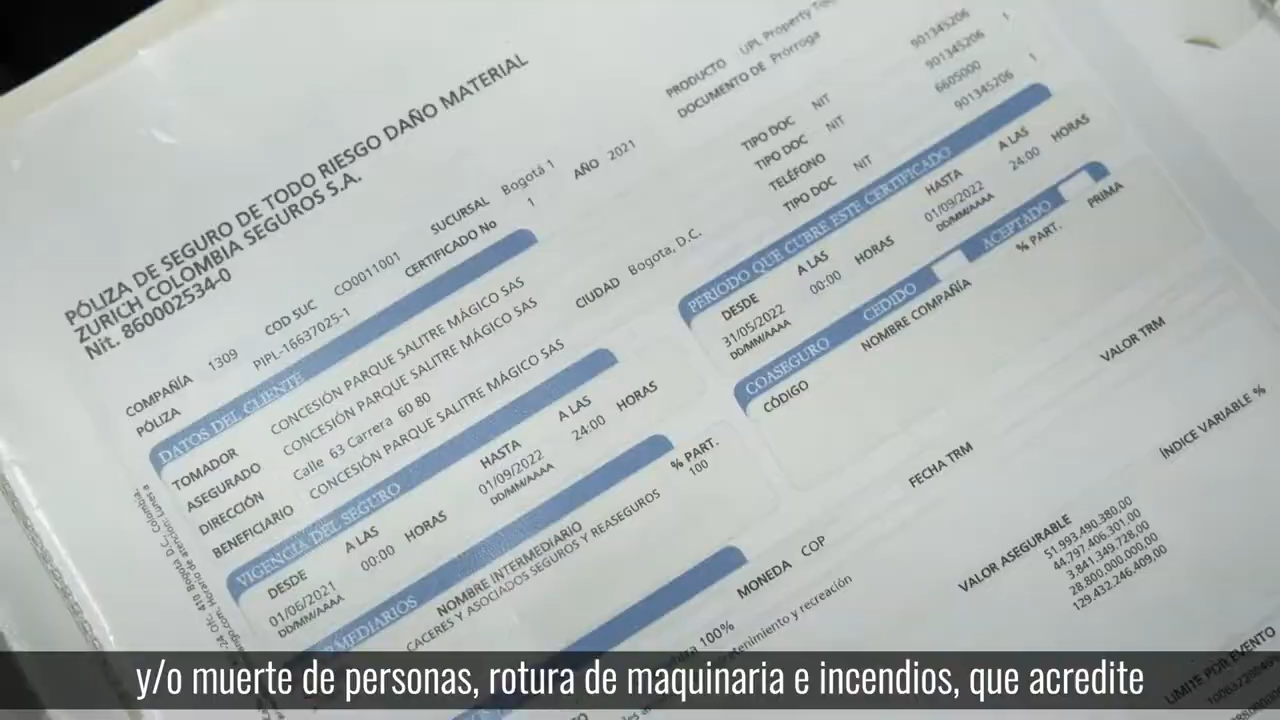 PÓLIZA DE SEGURO DE TODO RIESGO DAÑO MATERIAL
ZURICH COLOMBIA SEGUROS S.A.
Nit. 860002534-0
COMPAÑÍA 1309 COD SUC CO0011001 SUCURSAL Bogotá 1 AÑO 2021
PÓLIZA PIPL-16637025-1 CERTIFICADO No 1
PRODUCTO UPL Property
DOCUMENTO DE Prórroga
DATOS DEL CLIENTE
TOMADOR CONCESIÓN PARQUE SALITRE MÁGICO SAS
ASEGURADO CONCESIÓN PARQUE SALITRE MÁGICO SAS
DIRECCIÓN Calle 63 Carrera 60 80 CIUDAD Bogota, D.C.
BENEFICIARIO CONCESIÓN PARQUE SALITRE MÁGICO SAS
TIPO DOC NIT 901345206 1
TIPO DOC NIT 901345206 1
TELÉFONO 6605000
TIPO DOC NIT 901345206 1
VIGENCIA DEL SEGURO
DESDE A LAS HORAS HASTA A LAS HORAS
01/06/2021 00:00 01/09/2022 24:00
DD/MM/AAAA DD/MM/AAAA
PERIODO QUE CUBRE ESTE CERTIFICADO
DESDE A LAS HORAS HASTA A LAS HORAS
31/05/2022 00:00 01/09/2022 24:00
DD/MM/AAAA DD/MM/AAAA
NOMBRE INTERMEDIARIO % PART.
CACERES Y ASOCIADOS SEGUROS Y REASEGUROS 100
COASEGURO CEDIDO ACEPTADO
CÓDIGO NOMBRE COMPAÑÍA % PART. PRIMA
MONEDA COP FECHA TRM VALOR TRM
VALOR ASEGURABLE ÍNDICE VARIABLE %
51.993.490.380,00
44.797.406.301,00
3.841.349.728,00
28.800.000.000,00
129.432.246.409,00
LIMITE POR EVENTO
100%
y recreación
410 Bogotá D.C, Colombia.
Horario de atención: Lunes a
y/o muerte de personas, rotura de maquinaria e incendios, que acredite